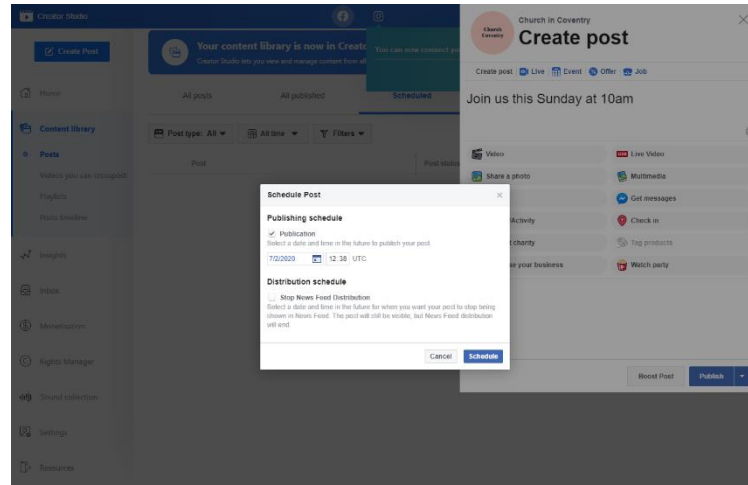 Creator Studio
Create Post
Home
Content library
Posts
Videos you can crosspost
Playlists
Posts timeline
Insights
Inbox
Monetisation
Rights Manager
Sound collection
Settings
Resources
Your content library is now in Creato
Creator Studio lets you view and manage content from all
You can now connect you
All posts
All published
Scheduled
Post type: All
All time
Filters
Post
Post status
Church
Coventry
Church in Coventry
Create post
Create post
Live
Event
Offer
Job
Join us this Sunday at 10am
Video
Live Video
Share a photo
Multimedia
Get messages
Activity
Check in
charity
Tag products
se your business
Watch party
Boost Post
Publish
Schedule Post
Publishing schedule
Publication
Select a date and time in the future to publish your post.
7/2/2020
12:38 UTC
Distribution schedule
Stop News Feed Distribution
Select a date and time in the future for when you want your post to stop being
shown in News Feed. The post will still be visible, but News Feed distribution
will end.
Cancel
Schedule